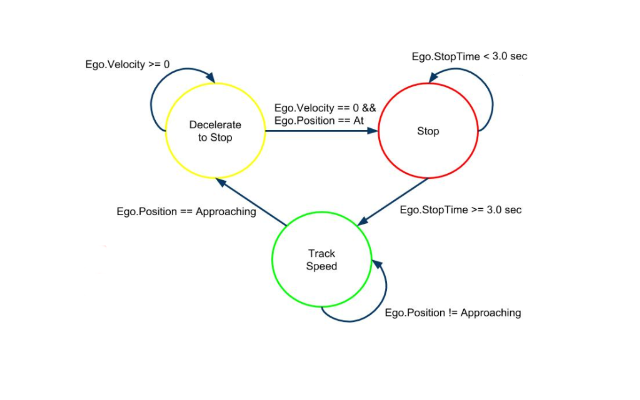 Ego.StopTime < 3.0 sec
Ego.Velocity >= 0
Ego.Velocity == 0 &&
Ego.Position == At
Decelerate
to Stop
Stop
Ego.Position == Approaching
Ego.StopTime >= 3.0 sec
Track
Speed
Ego.Position != Approaching